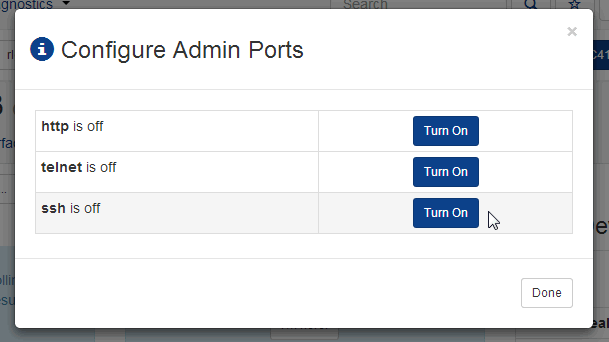 gnostics
Search
Configure Admin Ports
×
http is off
Turn On
telnet is off
Turn On
ssh is off
Turn On
Done